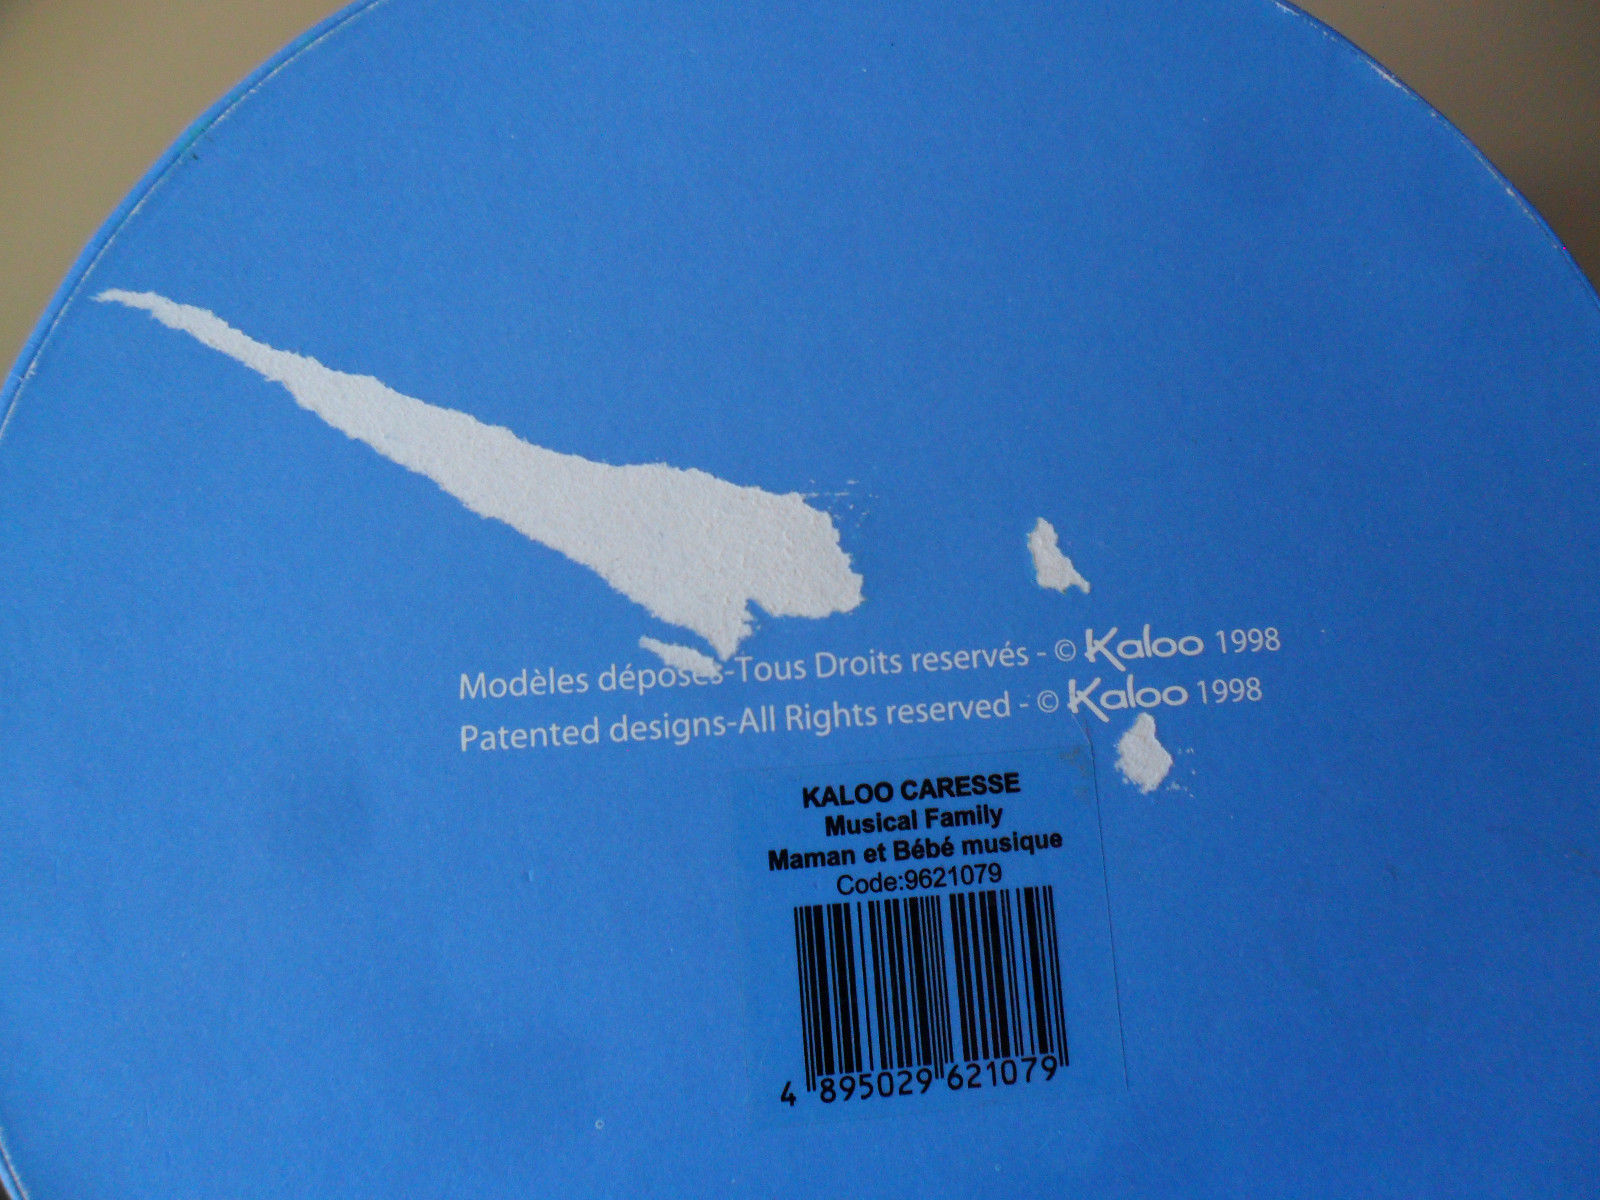 Modèles déposés-Tous Droits reservés - © Kaloo 1998
Patented designs-All Rights reserved - © Kaloo 1998
KALOO CARESSE
Musical Family
Maman et Bébé musique
Code:9621079
4 895029 621079